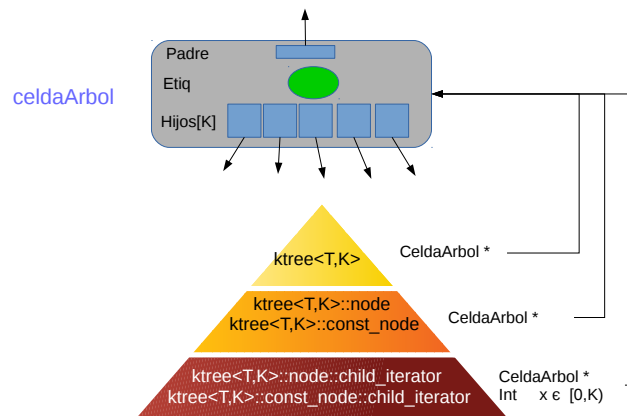 Padre
celdaArbol
Etiq
Hijos[K]
ktree<T,K>
CeldaArbol *
ktree<T,K>::node
ktree<T,K>::const_node
CeldaArbol *
ktree<T,K>::node::child_iterator
ktree<T,K>::const_node::child_iterator
CeldaArbol *
Int x є [0,K)